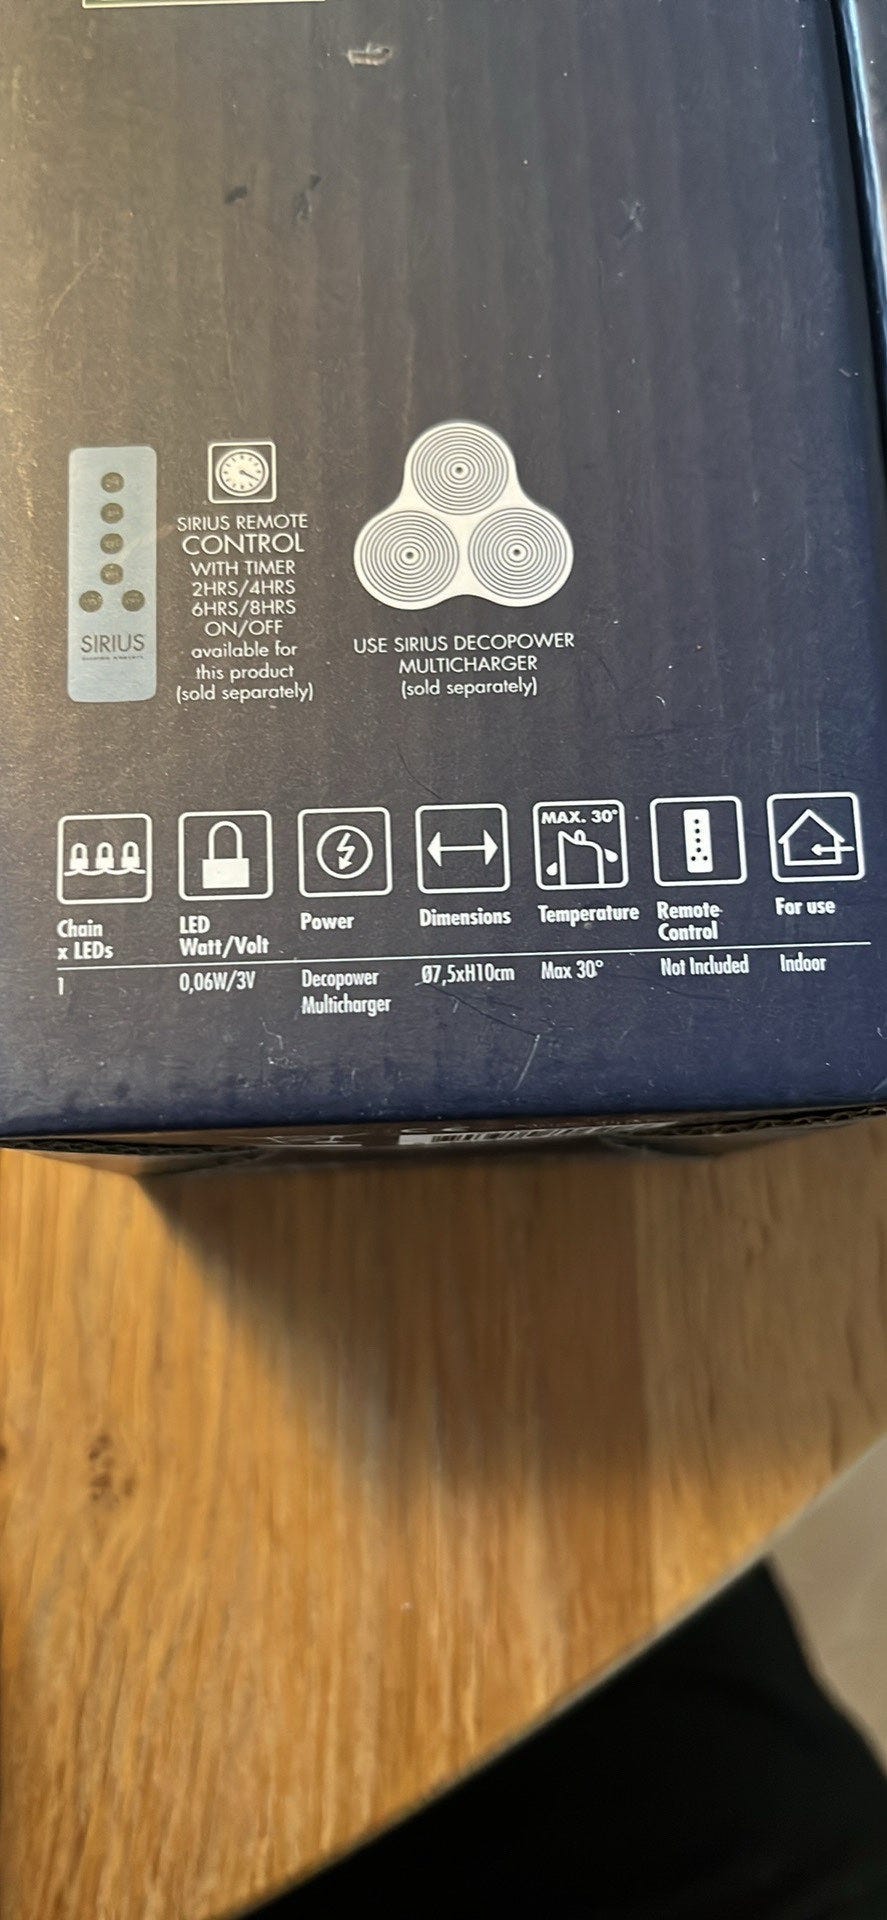 SIRIUS
SIRIUS REMOTE
CONTROL
WITH TIMER
2HRS/4HRS
6HRS/8HRS
ON/OFF
available for
this product
(sold separately)
USE SIRIUS DECOPOWER
MULTICHARGER
(sold separately)
MAX. 30°
Chain
x LEDs
LED
Watt/Volt
Power
Dimensions
Temperature
Remote-
Control
For use
1
0,06W/3V
Decopower
Multicharger
Ø7,5xH10cm
Max 30°
Not Included
Indoor